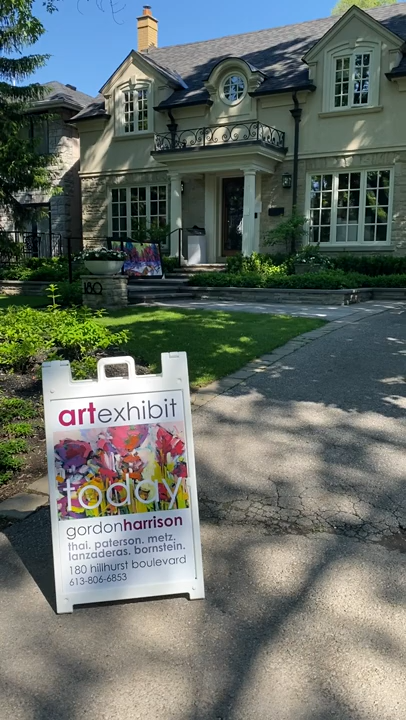 180
artexhibit
today
gordonharrison
thai. paterson. metz.
lanzaderas. bornstein.
180 hillhurst boulevard
613-806-6853